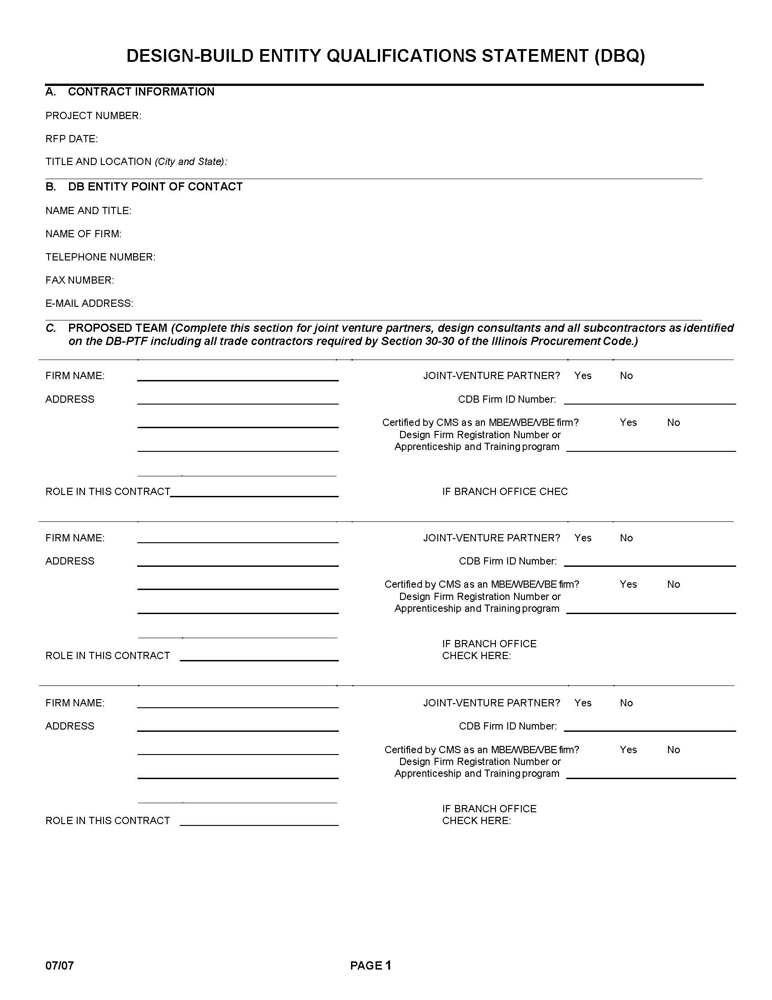 DESIGN-BUILD ENTITY QUALIFICATIONS STATEMENT (DBQ)
A. CONTRACT INFORMATION
PROJECT NUMBER:
RFP DATE:
TITLE AND LOCATION (City and State):
B. DB ENTITY POINT OF CONTACT
NAME AND TITLE:
NAME OF FIRM:
TELEPHONE NUMBER:
FAX NUMBER:
E-MAIL ADDRESS:
C. PROPOSED TEAM (Complete this section for joint venture partners, design consultants and all subcontractors as identified
on the DB-PTF including all trade contractors required by Section 30-30 of the Illinois Procurement Code.)
FIRM NAME: JOINT-VENTURE PARTNER? Yes No
ADDRESS CDB Firm ID Number:
Certified by CMS as an MBE/WBE/VBE firm? Yes No
Design Firm Registration Number or
Apprenticeship and Training program
ROLE IN THIS CONTRACT IF BRANCH OFFICE CHEC
FIRM NAME: JOINT-VENTURE PARTNER? Yes No
ADDRESS CDB Firm ID Number:
Certified by CMS as an MBE/WBE/VBE firm? Yes No
Design Firm Registration Number or
Apprenticeship and Training program
IF BRANCH OFFICE
ROLE IN THIS CONTRACT CHECK HERE:
FIRM NAME: JOINT-VENTURE PARTNER? Yes No
ADDRESS CDB Firm ID Number:
Certified by CMS as an MBE/WBE/VBE firm? Yes No
Design Firm Registration Number or
Apprenticeship and Training program
IF BRANCH OFFICE
ROLE IN THIS CONTRACT CHECK HERE:
07/07 PAGE 1